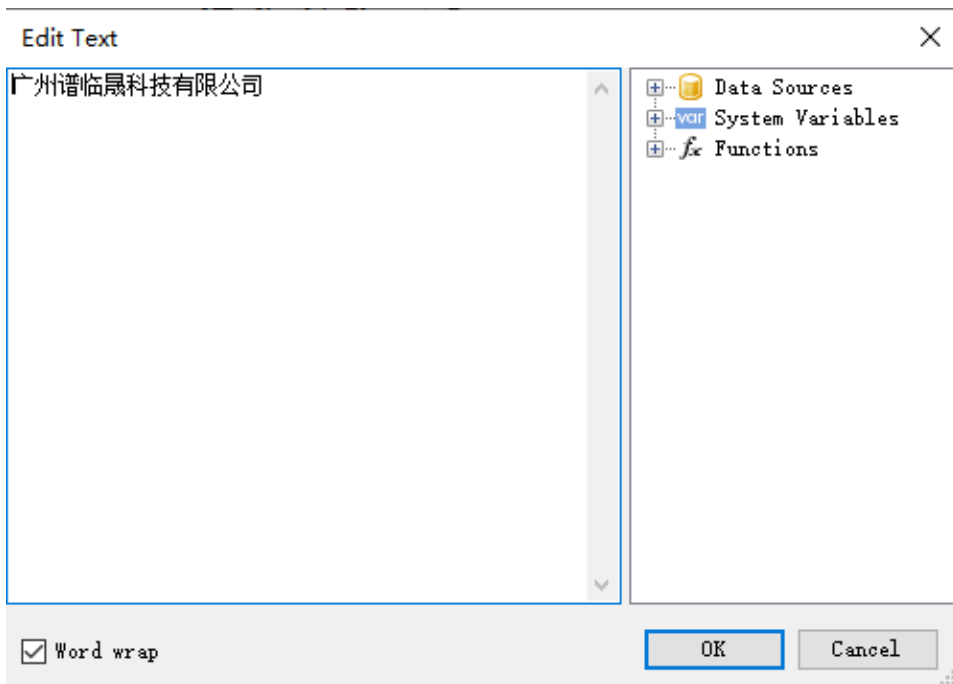 Edit Text
广州谱临晟科技有限公司
Data Sources
var System Variables
fx Functions
Word wrap
OK
Cancel